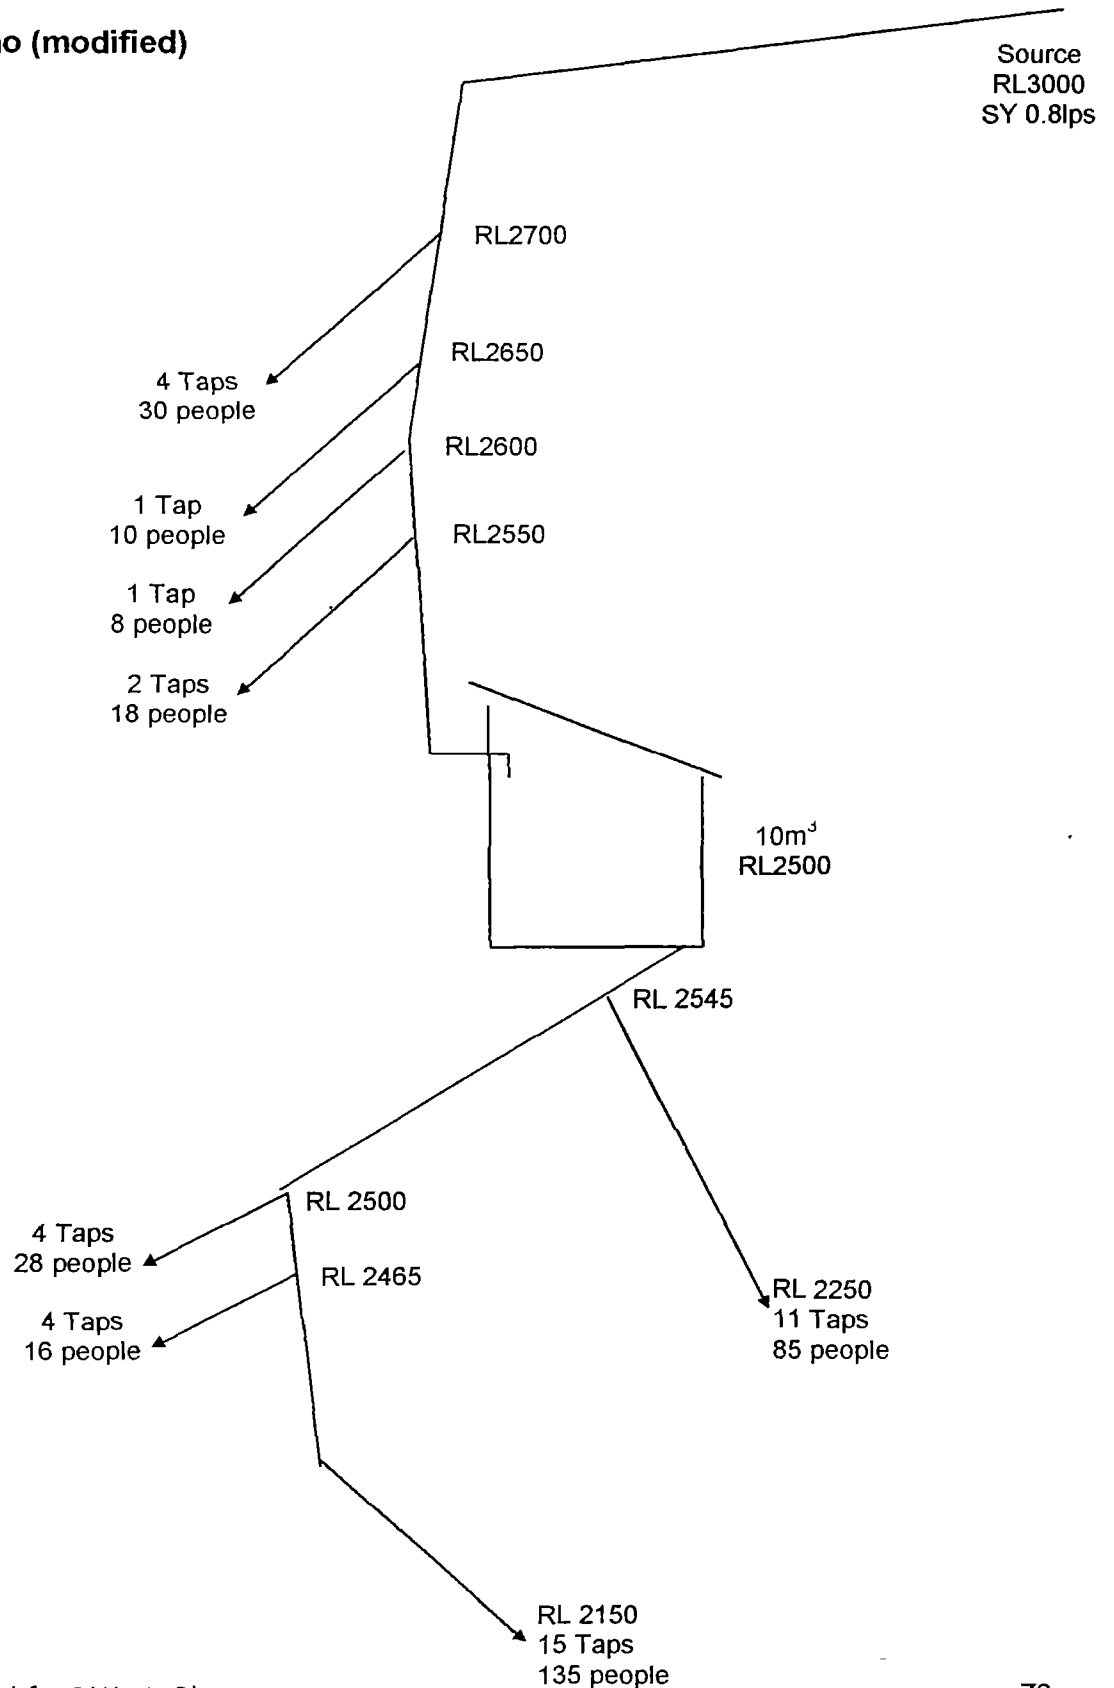 (modified)
Source
RL3000
SY 0.8lps
RL2700
RL2650
4 Taps
30 people
RL2600
1 Tap
10 people
RL2550
1 Tap
8 people
2 Taps
18 people
10m³
RL2500
RL 2545
RL 2500
4 Taps
28 people
RL 2465
4 Taps
16 people
RL 2250
11 Taps
85 people
RL 2150
15 Taps
135 people